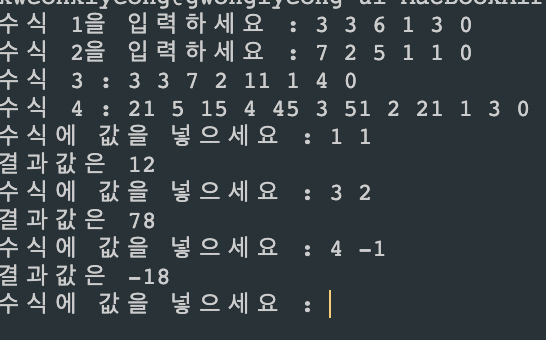 수식 1을 입력하세요 : 3 3 6 1 3 0
수식 2을 입력하세요 : 7 2 5 1 1 0
수식 3 : 3 3 7 2 11 1 4 0
수식 4 : 21 5 15 4 45 3 51 2 21 1 3 0
수식에 값을 넣으세요 : 1 1
결과값은 12
수식에 값을 넣으세요 : 3 2
결과값은 78
수식에 값을 넣으세요 : 4 -1
결과값은 -18
수식에 값을 넣으세요 :